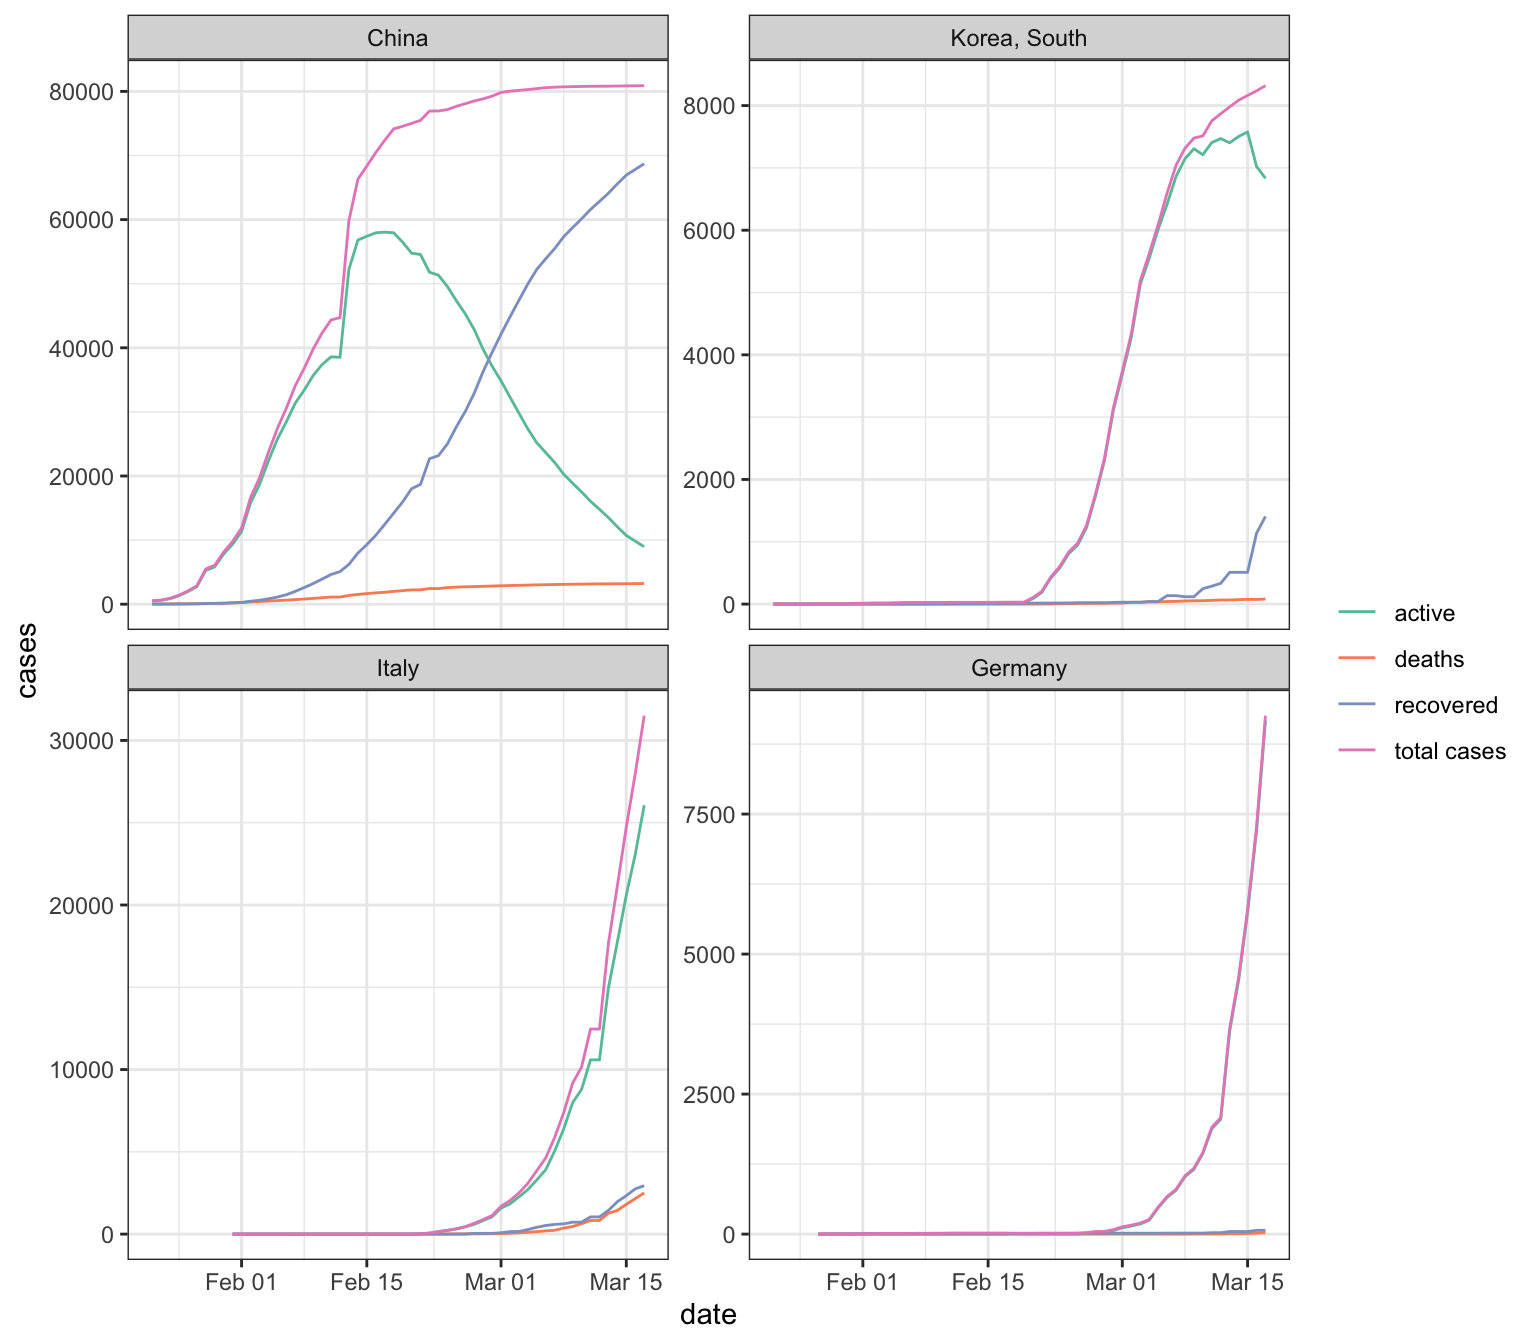 China
Korea, South
80000
60000
40000
20000
0
8000
6000
4000
2000
0
Italy
Germany
30000
20000
10000
0
7500
5000
2500
0
Feb 01 Feb 15 Mar 01 Mar 15
Feb 01 Feb 15 Mar 01 Mar 15
date
cases
active
deaths
recovered
total cases